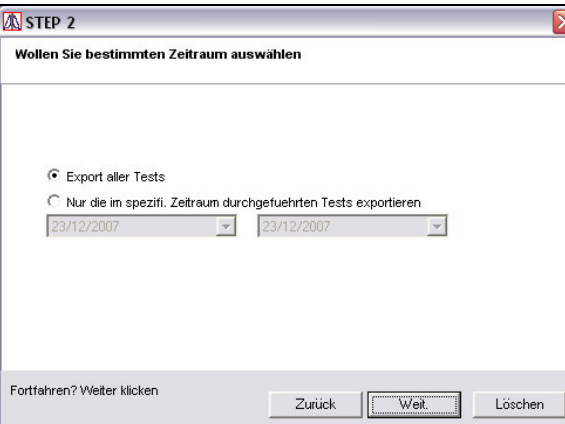 STEP 2
Wollen Sie bestimmten Zeitraum auswählen
Export aller Tests
Nur die im spezifi. Zeitraum durchgefuehrten Tests exportieren
23/12/2007 23/12/2007
Fortfahren? Weiter klicken
Zurück Weit. Löschen